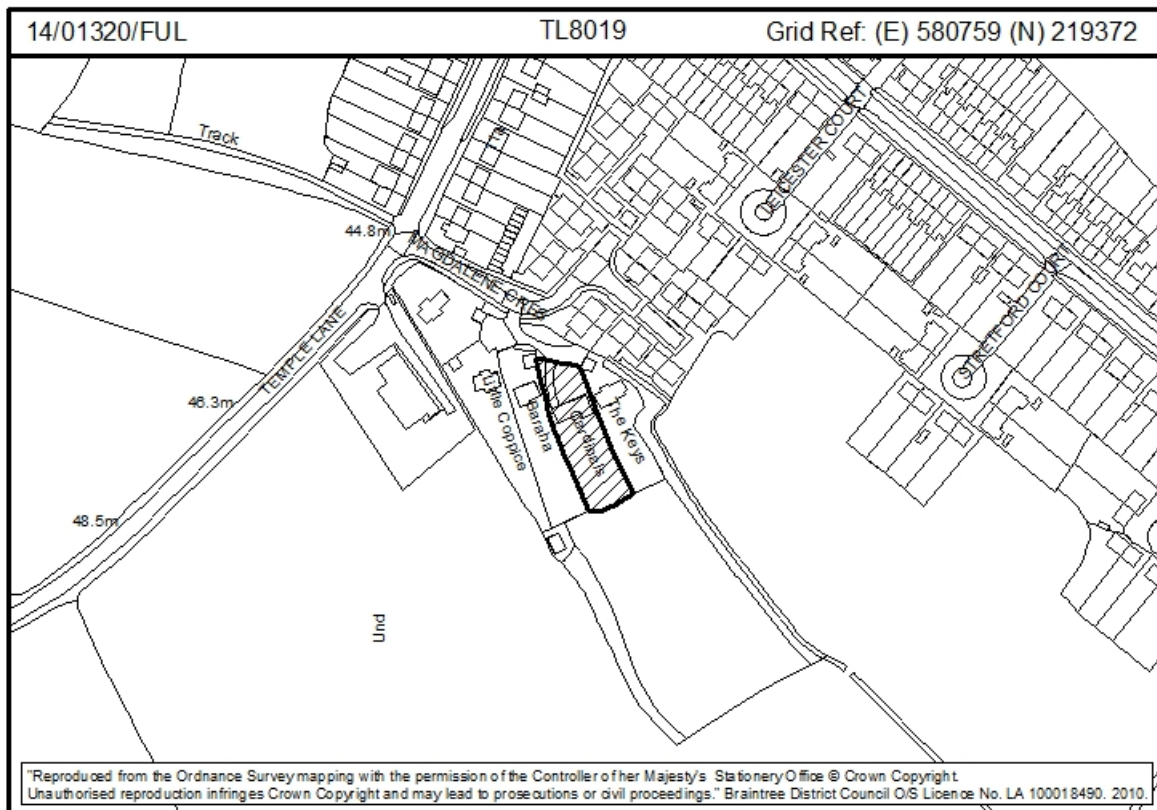 14/01320/FUL TL8019 Grid Ref: (E) 580759 (N) 219372
Track
LEICESTER COURT
44.8m
MAGDALENE CRES
STRETFORD COURT
TEMPLE LANE
46.3m
Little Coppice
Baraha
Cardinals
The Keys
48.5m
Und
"Reproduced from the Ordnance Survey mapping with the permission of the Controller of her Majesty's Stationery Office © Crown Copyright.
Unauthorised reproduction infringes Crown Copyright and may lead to prosecutions or civil proceedings." Braintree District Council O/S Licence No. LA 100018490. 2010.